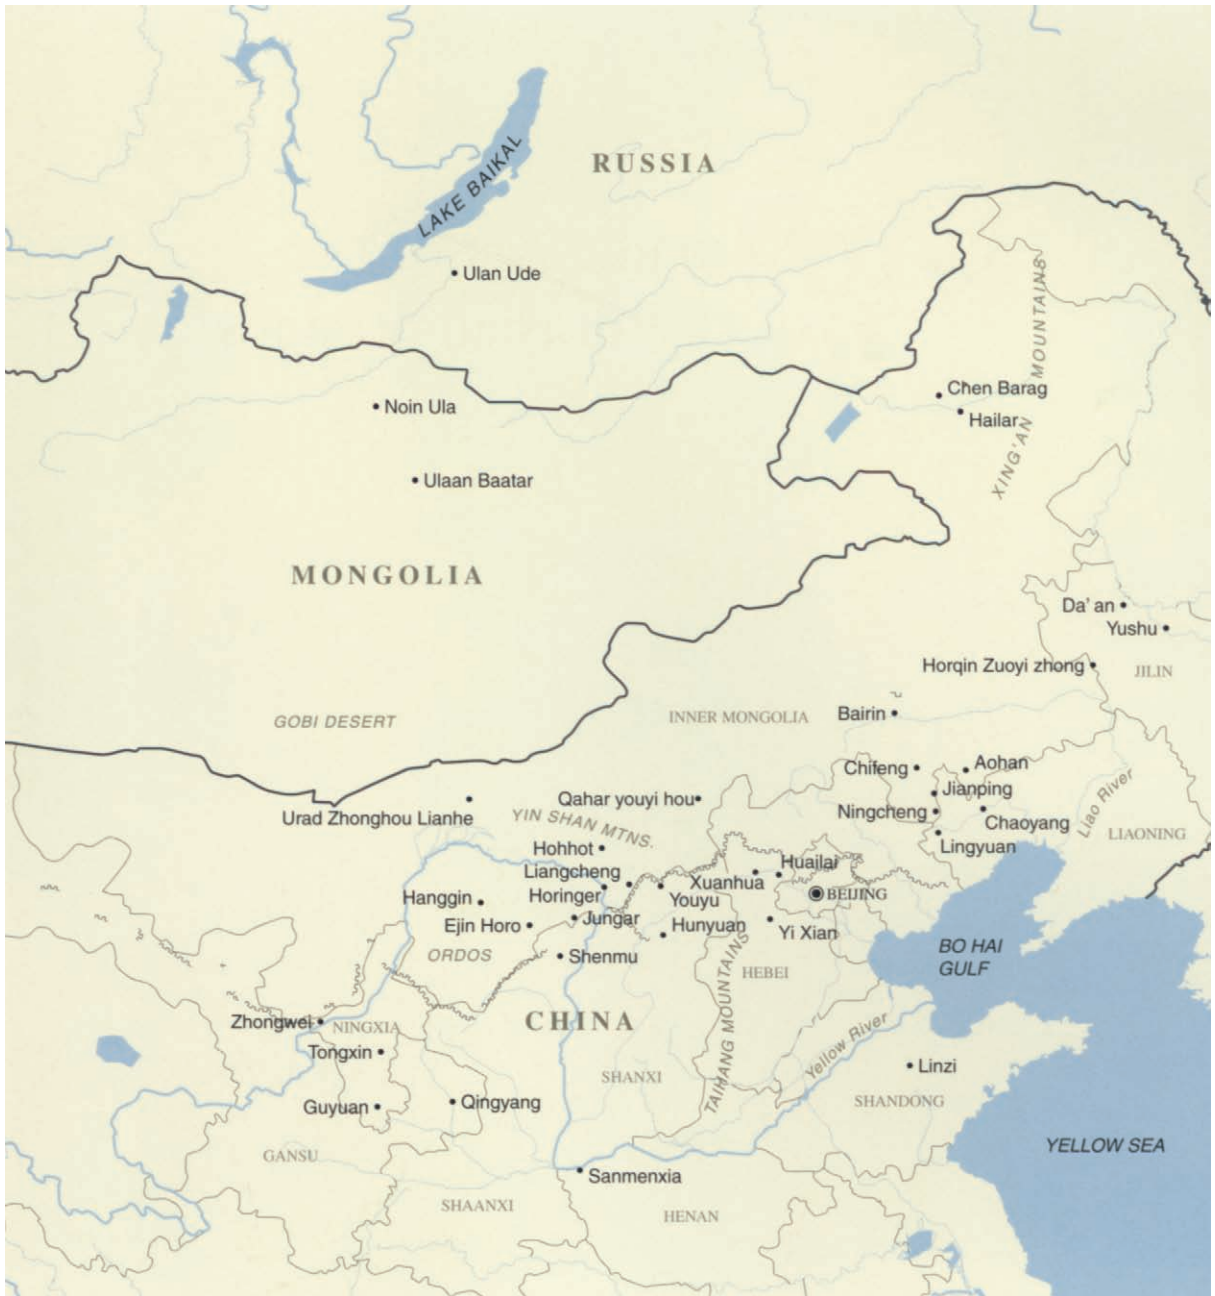 RUSSIA
LAKE BAIKAL
Ulan Ude
XING'AN MOUNTAINS
Chen Barag
Hailar
Noin Ula
Ulaan Baatar
MONGOLIA
Da' an
Yushu
Horqin Zuoyi zhong
JILIN
GOBI DESERT
INNER MONGOLIA
Bairin
Chifeng
Aohan
Jianping
Urad Zhonghou Lianhe
Qahar youyi hou
YIN SHAN MTNS.
Ningcheng
Chaoyang
Liao River
LIAONING
Lingyuan
Hohhot
Liangcheng
Huailai
Xuanhua
Horinger
Youyu
BEIJING
Hanggin
Jungar
Ejin Horo
Hunyuan
Yi Xian
ORDOS
Shenmu
HEBEI
BO HAI
GULF
TAIHANG MOUNTAINS
Zhongwei
NINGXIA
CHINA
Yellow River
Tongxin
SHANXI
Linzi
Guyuan
Qingyang
SHANDONG
GANSU
YELLOW SEA
Sanmenxia
SHAANXI
HENAN